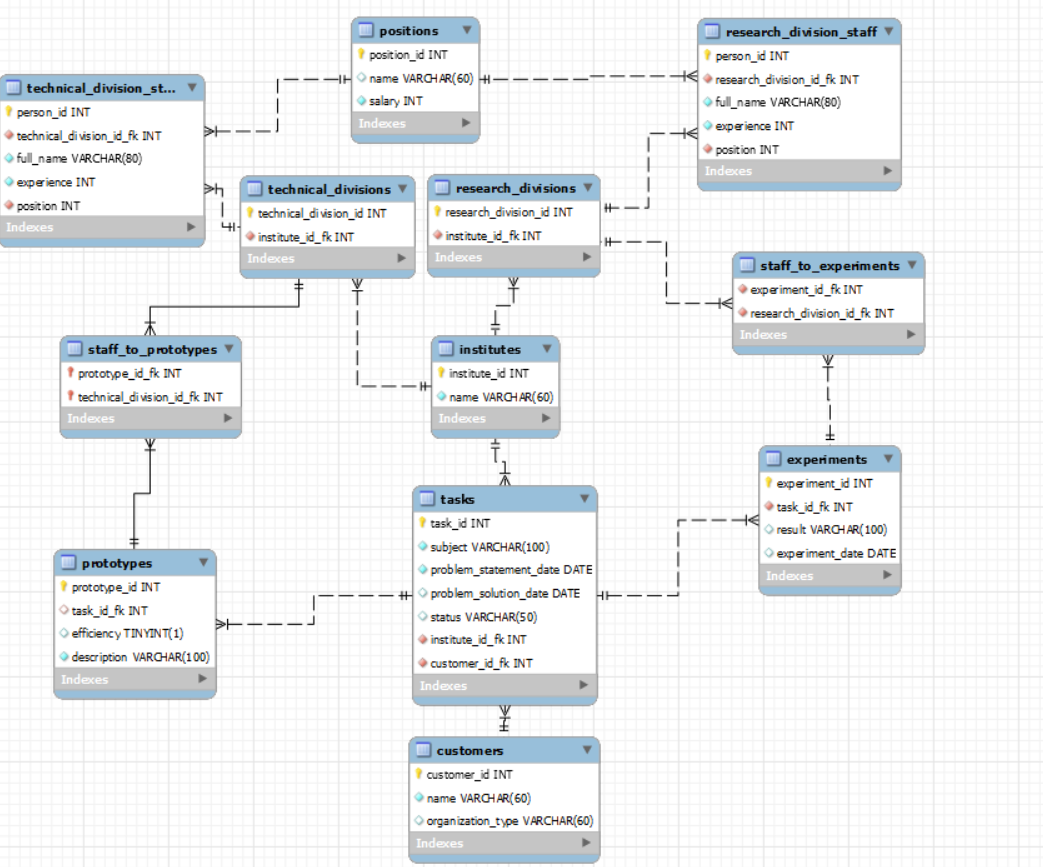 positions
position_id INT
name VARCHAR(60)
salary INT
Indexes
research_division_staff
person_id INT
research_division_id_fk INT
full_name VARCHAR(80)
experience INT
position INT
Indexes
technical_division_st...
person_id INT
technical_division_id_fk INT
full_name VARCHAR(80)
experience INT
position INT
Indexes
technical_divisions
technical_division_id INT
institute_id_fk INT
Indexes
research_divisions
research_division_id INT
institute_id_fk INT
Indexes
staff_to_experiments
experiment_id_fk INT
research_division_id_fk INT
Indexes
staff_to_prototypes
prototype_id_fk INT
technical_division_id_fk INT
Indexes
institutes
institute_id INT
name VARCHAR(60)
Indexes
experiments
experiment_id INT
task_id_fk INT
result VARCHAR(100)
experiment_date DATE
Indexes
tasks
task_id INT
subject VARCHAR(100)
problem_statement_date DATE
problem_solution_date DATE
status VARCHAR(50)
institute_id_fk INT
customer_id_fk INT
Indexes
prototypes
prototype_id INT
task_id_fk INT
efficiency TINYINT(1)
description VARCHAR(100)
Indexes
customers
customer_id INT
name VARCHAR(60)
organization_type VARCHAR(60)
Indexes